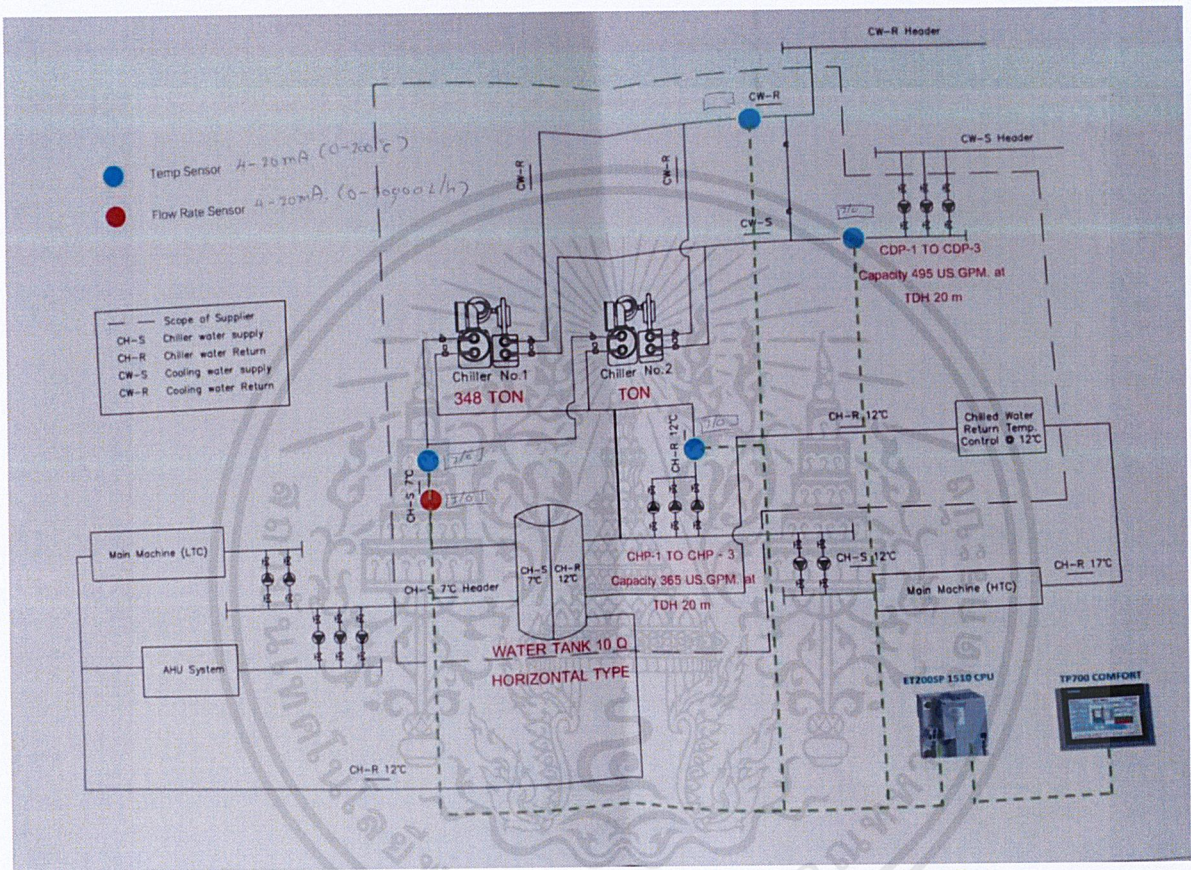 CW-R Header
CW-R
CW-S Header
Temp Sensor 4-20mA (0-200°C)
Flow Rate Sensor 4-20mA.
CW-R
CW-R
CW-S
CDP-1 TO CDP-3
Capacity 495 US.GPM. at
TDH 20 m
Scope of Supplier
CH-S Chiller water supply
CH-R Chiller water Return
CW-S Cooling water supply
CW-R Cooling water Return
Chiller No.1
348 TON
Chiller No.2
TON
CH-R 12℃
CH-R 12℃
Chilled Water
Return Temp.
Control @ 12℃
CH-S 7℃
Main Machine (LTC)
CH-S
7℃
CH-R
12℃
CHP-1 TO CHP - 3
Capacity 365 US.GPM. at
TDH 20 m
CH-S 12℃
CH-R 17℃
Main Machine (HTC)
CH-S 7℃ Header
AHU System
WATER TANK 10 Q
HORIZONTAL TYPE
ET200SP 1510 CPU
TP700 COMFORT
CH-R 12℃